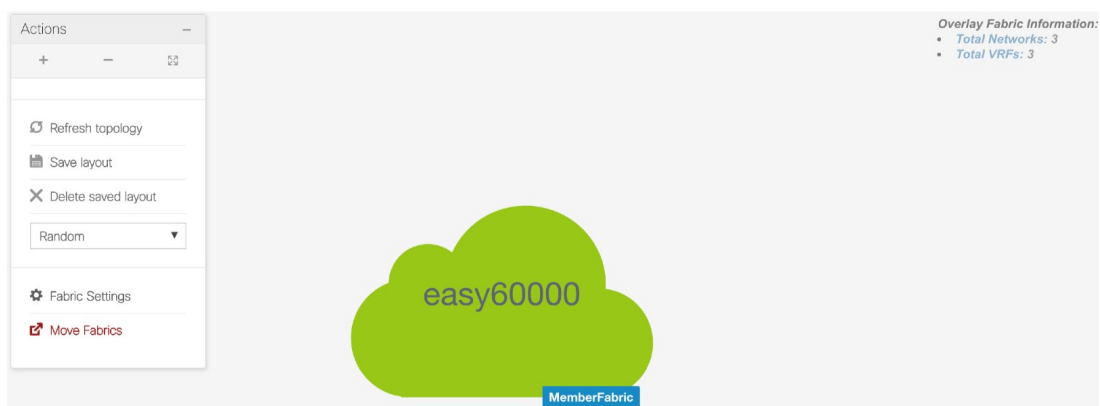 Actions
Refresh topology
Save layout
Delete saved layout
Random
Fabric Settings
Move Fabrics
easy60000
MemberFabric
Overlay Fabric Information:
Total Networks: 3
Total VRFs: 3